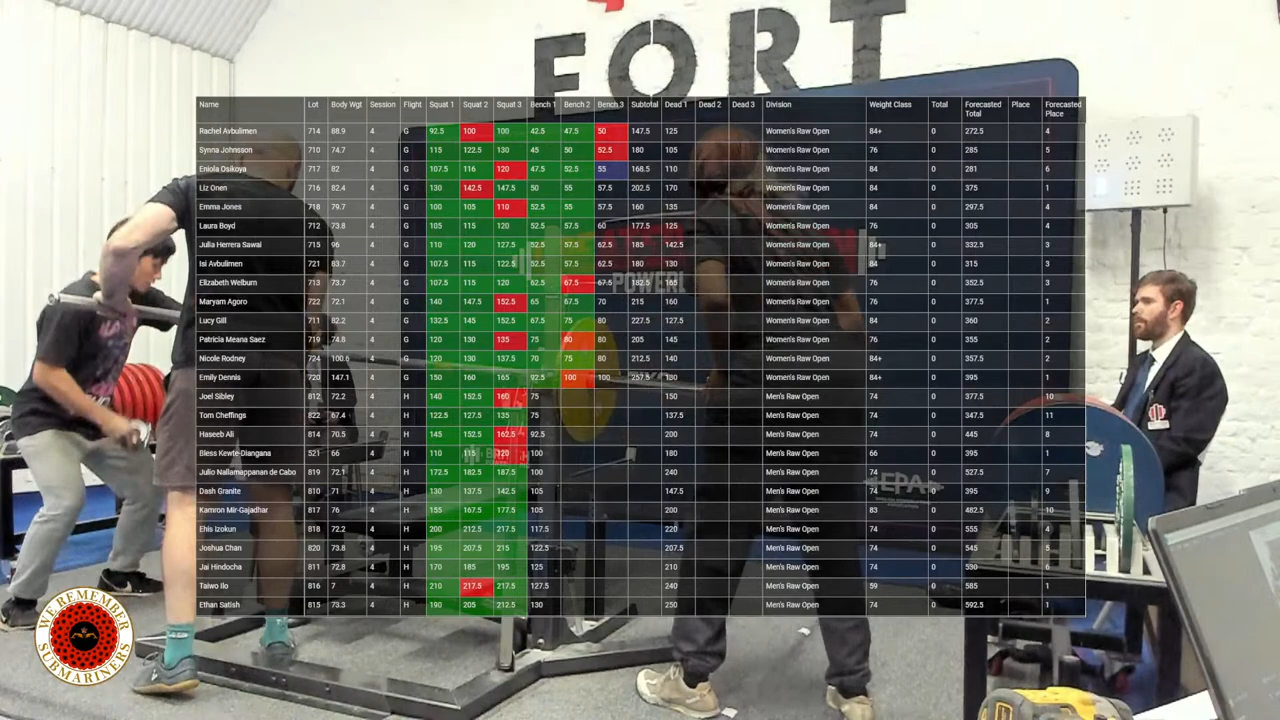 FORT
Name Lot Body Wgt Session Flight Squat 1 Squat 2 Squat 3 Bench 1 Bench 2 Bench 3 Subtotal Dead 1 Dead 2 Dead 3 Division Weight Class Total Forecasted Total Place Forecasted Place
Rachel Avbulimen 714 88.9 4 G 92.5 100 100 42.5 47.5 50 147.5 125 Women's Raw Open 84+ 0 272.5 4
Synna Johnsson 710 74.7 4 G 115 122.5 130 45 50 52.5 180 105 Women's Raw Open 76 0 285 5
Eniola Osikoya 717 82 4 G 107.5 116 120 47.5 52.5 55 168.5 110 Women's Raw Open 84 0 281 6
Liz Onen 716 82.4 4 G 130 142.5 147.5 50 55 57.5 202.5 170 Women's Raw Open 84 0 375 1
Emma Jones 718 79.7 4 G 100 105 110 52.5 55 57.5 160 135 Women's Raw Open 84 0 297.5 4
Laura Boyd 712 73.8 4 G 105 115 120 52.5 57.5 60 177.5 125 Women's Raw Open 76 0 305 4
Julia Herrera Sawai 715 96 4 G 110 120 127.5 52.5 57.5 62.5 185 142.5 Women's Raw Open 84+ 0 332.5 3
Isi Avbulimen 721 83.7 4 G 107.5 115 122.5 52.5 57.5 62.5 180 130 Women's Raw Open 84 0 315 3
Elizabeth Welburn 713 73.7 4 G 107.5 115 120 62.5 67.5 67.5 182.5 165 Women's Raw Open 76 0 352.5 3
Maryam Agoro 722 72.1 4 G 140 147.5 152.5 65 67.5 70 215 160 Women's Raw Open 76 0 377.5 1
Lucy Gill 711 82.2 4 G 132.5 145 152.5 67.5 75 80 227.5 127.5 Women's Raw Open 84 0 360 2
Patricia Meana Saez 719 74.8 4 G 120 130 135 75 80 80 205 145 Women's Raw Open 76 0 355 2
Nicole Rodney 724 100.6 4 G 120 130 137.5 70 75 80 212.5 140 Women's Raw Open 84+ 0 357.5 2
Emily Dennis 720 147.1 4 G 150 160 165 92.5 100 100 257.5 130 Women's Raw Open 84+ 0 395 1
Joel Sibley 812 72.2 4 H 140 152.5 160 75 150 Men's Raw Open 74 0 377.5 10
Tom Cheffings 822 67.4 4 H 122.5 127.5 135 75 137.5 Men's Raw Open 74 0 347.5 11
Haseeb Ali 814 70.5 4 H 145 152.5 162.5 92.5 200 Men's Raw Open 74 0 445 8
Bless Kewte-Diangana 521 66 4 H 110 115 120 100 180 Men's Raw Open 66 0 395 1
Julio Nallamappanan de Cabo 819 72.1 4 H 172.5 182.5 187.5 100 240 Men's Raw Open 74 0 527.5 7
Dash Granite 810 71 4 H 130 137.5 142.5 105 147.5 Men's Raw Open 74 0 395 9
Kamron Mir-Gajadhar 817 76 4 H 155 167.5 177.5 105 200 Men's Raw Open 83 0 482.5 10
Ehis Izokun 818 72.2 4 H 200 212.5 217.5 117.5 220 Men's Raw Open 74 0 555 4
Joshua Chan 820 73.8 4 H 195 207.5 215 122.5 207.5 Men's Raw Open 74 0 545 5
Jai Hindocha 811 72.8 4 H 170 185 195 125 210 Men's Raw Open 74 0 530 6
Taiwo Ilo 816 7 4 H 210 217.5 217.5 127.5 240 Men's Raw Open 59 0 585 1
Ethan Satish 815 73.3 4 H 190 205 212.5 130 250 Men's Raw Open 74 0 592.5 1
EPA
WE REMEMBER SUBMARINERS